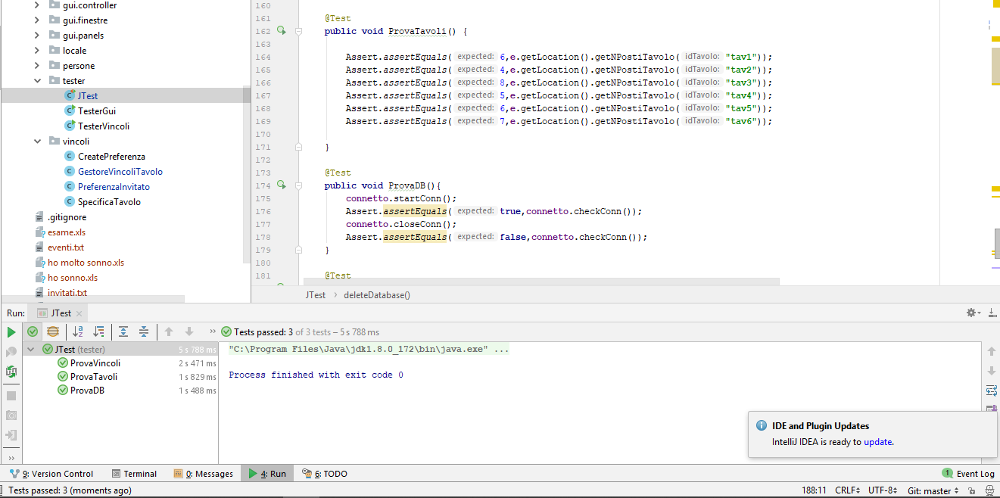 gui.controller
gui.finestre
gui.panels
locale
persone
tester
JTest
TesterGui
TesterVincoli
vincoli
CreatePreferenza
GestoreVincoliTavolo
PreferenzaInvitato
SpecificaTavolo
.gitignore
esame.xls
eventi.txt
ho molto sonno.xls
ho sonno.xls
invitati.txt
160
161 @Test
162 public void ProvaTavoli() {
163
164 Assert.assertEquals( expected: 6,e.getLocation().getNPostiTavolo( idTavolo: "tav1"));
165 Assert.assertEquals( expected: 4,e.getLocation().getNPostiTavolo( idTavolo: "tav2"));
166 Assert.assertEquals( expected: 8,e.getLocation().getNPostiTavolo( idTavolo: "tav3"));
167 Assert.assertEquals( expected: 5,e.getLocation().getNPostiTavolo( idTavolo: "tav4"));
168 Assert.assertEquals( expected: 6,e.getLocation().getNPostiTavolo( idTavolo: "tav5"));
169 Assert.assertEquals( expected: 7,e.getLocation().getNPostiTavolo( idTavolo: "tav6"));
170
171 }
172
173 @Test
174 public void ProvaDB(){
175 connetto.startConn();
176 Assert.assertEquals( expected: true,connetto.checkConn());
177 connetto.closeConn();
178 Assert.assertEquals( expected: false,connetto.checkConn());
179 }
180
181 @Test
JTest > deleteDatabase()
Run: JTest
Tests passed: 3 of 3 tests – 5 s 788 ms
JTest (tester) 5 s 788 ms
ProvaVincoli 2 s 471 ms
ProvaTavoli 1 s 829 ms
ProvaDB 1 s 488 ms
"C:\Program Files\Java\jdk1.8.0_172\bin\java.exe" ...
Process finished with exit code 0
IDE and Plugin Updates
IntelliJ IDEA is ready to update.
9: Version Control Terminal 0: Messages 4: Run 6: TODO 1 Event Log
Tests passed: 3 (moments ago) 188:11 CRLF UTF-8 Git: master